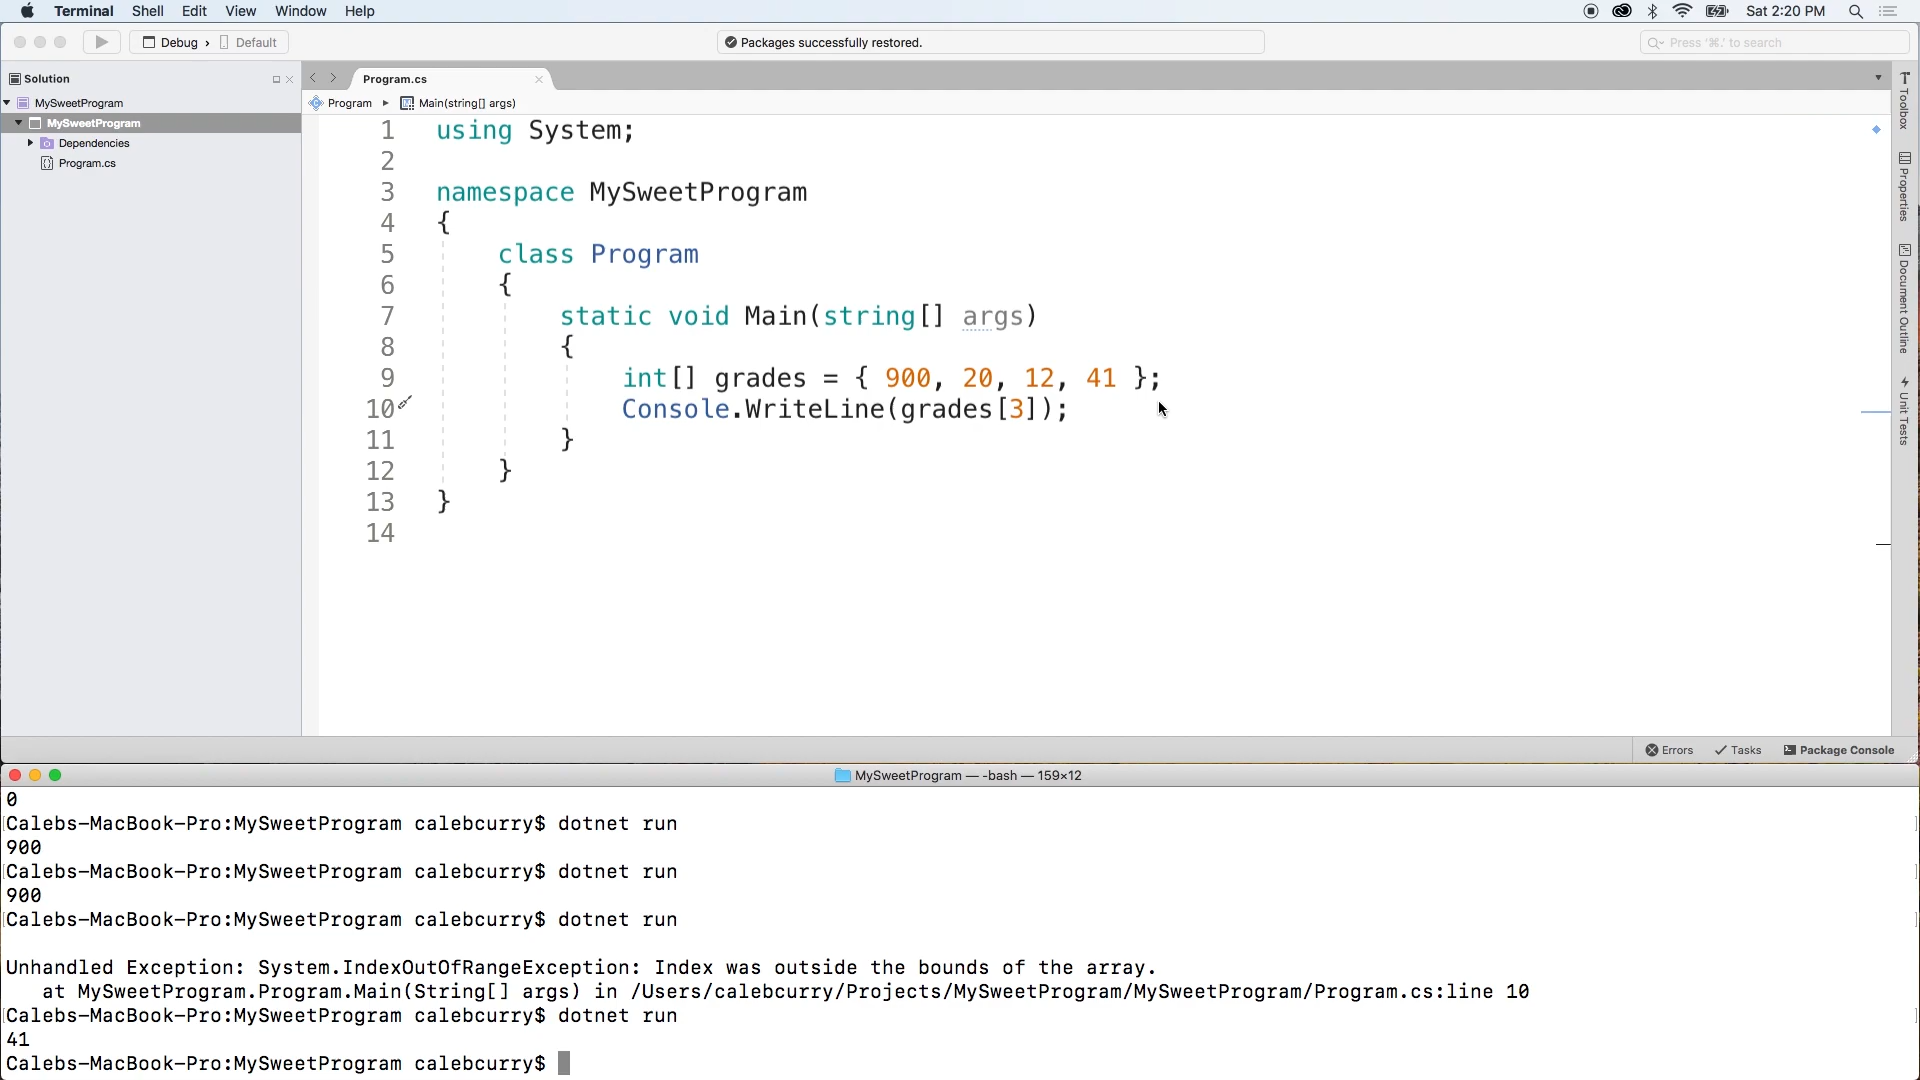 Terminal Shell Edit View Window Help Sat 2:20 PM
Debug › Default Packages successfully restored. Press '⌘.' to search
Solution Program.cs
MySweetProgram Program ▸ Main(string[] args)
MySweetProgram
Dependencies
Program.cs
1 using System;
2
3 namespace MySweetProgram
4 {
5 class Program
6 {
7 static void Main(string[] args)
8 {
9 int[] grades = { 900, 20, 12, 41 };
10 Console.WriteLine(grades[3]);
11 }
12 }
13 }
14
Toolbox
Properties
Document Outline
Unit Tests
Errors Tasks Package Console
MySweetProgram — -bash — 159×12
0
Calebs-MacBook-Pro:MySweetProgram calebcurry$ dotnet run
900
Calebs-MacBook-Pro:MySweetProgram calebcurry$ dotnet run
900
Calebs-MacBook-Pro:MySweetProgram calebcurry$ dotnet run
Unhandled Exception: System.IndexOutOfRangeException: Index was outside the bounds of the array.
at MySweetProgram.Program.Main(String[] args) in /Users/calebcurry/Projects/MySweetProgram/MySweetProgram/Program.cs:line 10
Calebs-MacBook-Pro:MySweetProgram calebcurry$ dotnet run
41
Calebs-MacBook-Pro:MySweetProgram calebcurry$